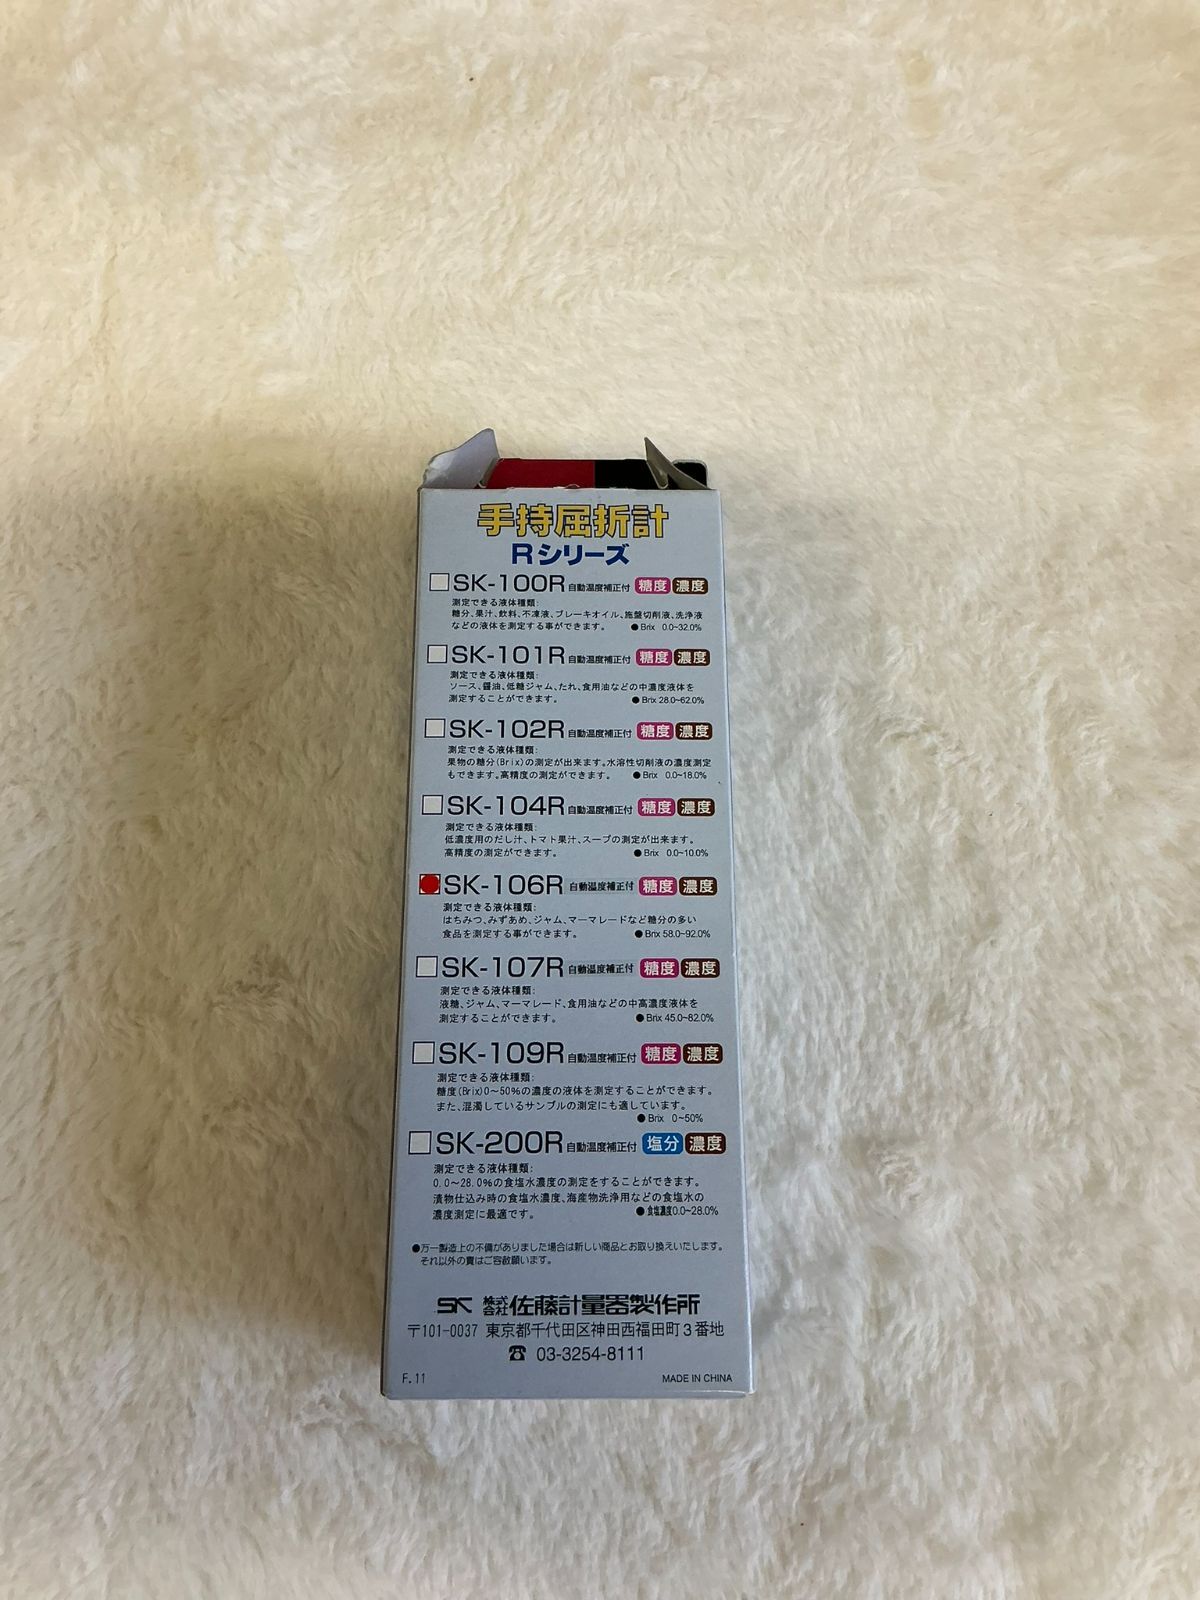 手持屈折計
Rシリーズ
SK-100R 自動温度補正付 糖度 濃度
測定できる液体種類:
糖分、果汁、飲料、不凍液、ブレーキオイル、施盤切削液、洗浄液
などの液体を測定する事ができます。 ●Brix 0.0~32.0%
SK-101R 自動温度補正付 糖度 濃度
測定できる液体種類:
ソース、醤油、低糖ジャム、たれ、食用油などの中濃度液体を
測定することができます。 ●Brix 28.0~62.0%
SK-102R 自動温度補正付 糖度 濃度
測定できる液体種類:
果物の糖分(Brix)の測定が出来ます。水溶性切削液の濃度測定
もできます。高精度の測定ができます。 ●Brix 0.0~18.0%
SK-104R 自動温度補正付 糖度 濃度
測定できる液体種類:
低濃度用のだし汁、トマト果汁、スープの測定が出来ます。
高精度の測定ができます。 ●Brix 0.0~10.0%
SK-106R 自動温度補正付 糖度 濃度
測定できる液体種類:
はちみつ、みずあめ、ジャム、マーマレードなど糖分の多い
食品を測定する事ができます。 ●Brix 58.0~92.0%
SK-107R 自動温度補正付 糖度 濃度
測定できる液体種類:
液糖、ジャム、マーマレード、食用油などの中高濃度液体を
測定することができます。 ●Brix 45.0~82.0%
SK-109R 自動温度補正付 糖度 濃度
測定できる液体種類:
糖度(Brix)0~50%の濃度の液体を測定することができます。
また、混濁しているサンプルの測定にも適しています。
●Brix 0~50%
SK-200R 自動温度補正付 塩分 濃度
測定できる液体種類:
0.0~28.0%の食塩水濃度の測定をすることができます。
漬物仕込み時の食塩水濃度、海産物洗浄用などの食塩水の
濃度測定に最適です。 ●食塩濃度0.0~28.0%
●万一製造上の不備がありました場合は新しい商品とお取り換えいたします。
それ以外の責はご容赦願います。
SK 株式会社 佐藤計量器製作所
〒101-0037 東京都千代田区神田西福田町3番地
☎ 03-3254-8111
F.11 MADE IN CHINA